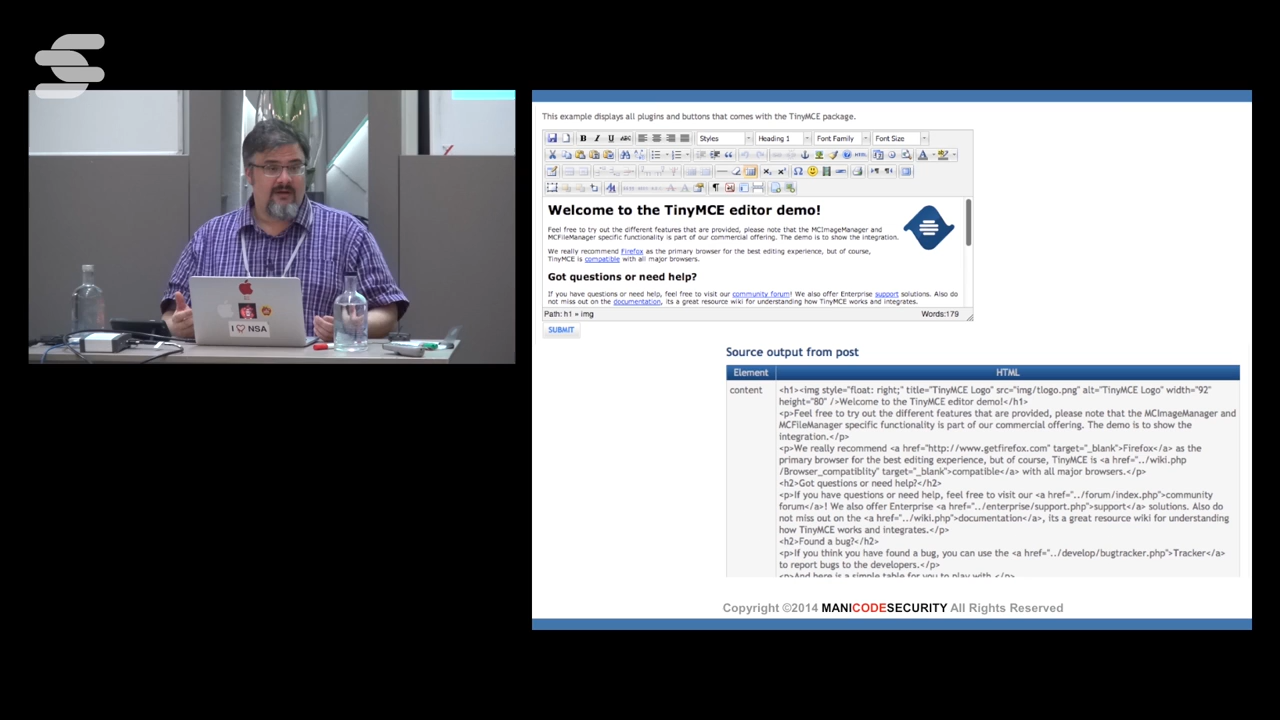 I NSA
This example displays all plugins and buttons that comes with the TinyMCE package.
B I U ABC Styles Heading 1 Font Family Font Size
HTML
Welcome to the TinyMCE editor demo!
Feel free to try out the different features that are provided, please note that the MCImageManager and
MCFileManager specific functionality is part of our commercial offering. The demo is to show the integration.
We really recommend Firefox as the primary browser for the best editing experience, but of course,
TinyMCE is compatible with all major browsers.
Got questions or need help?
If you have questions or need help, feel free to visit our community forum! We also offer Enterprise support solutions. Also do
not miss out on the documentation, its a great resource wiki for understanding how TinyMCE works and integrates.
Path: h1 » img Words:179
SUBMIT
Source output from post
Element HTML
content <h1><img style="float: right;" title="TinyMCE Logo" src="img/tlogo.png" alt="TinyMCE Logo" width="92"
height="80" />Welcome to the TinyMCE editor demo!</h1>
<p>Feel free to try out the different features that are provided, please note that the MCImageManager and
MCFileManager specific functionality is part of our commercial offering. The demo is to show the
integration.</p>
<p>We really recommend <a href="http://www.getfirefox.com" target="_blank">Firefox</a> as the
primary browser for the best editing experience, but of course, TinyMCE is <a href="../wiki.php
/Browser_compatiblity" target="_blank">compatible</a> with all major browsers.</p>
<h2>Got questions or need help?</h2>
<p>If you have questions or need help, feel free to visit our <a href="../forum/index.php">community
forum</a>! We also offer Enterprise <a href="../enterprise/support.php">support</a> solutions. Also do
not miss out on the <a href="../wiki.php">documentation</a>, its a great resource wiki for understanding
how TinyMCE works and integrates.</p>
<h2>Found a bug?</h2>
<p>If you think you have found a bug, you can use the <a href="../develop/bugtracker.php">Tracker</a>
to report bugs to the developers.</p>
<p>And here is a simple table for you to play with.</p>
Copyright ©2014 MANICODESECURITY All Rights Reserved